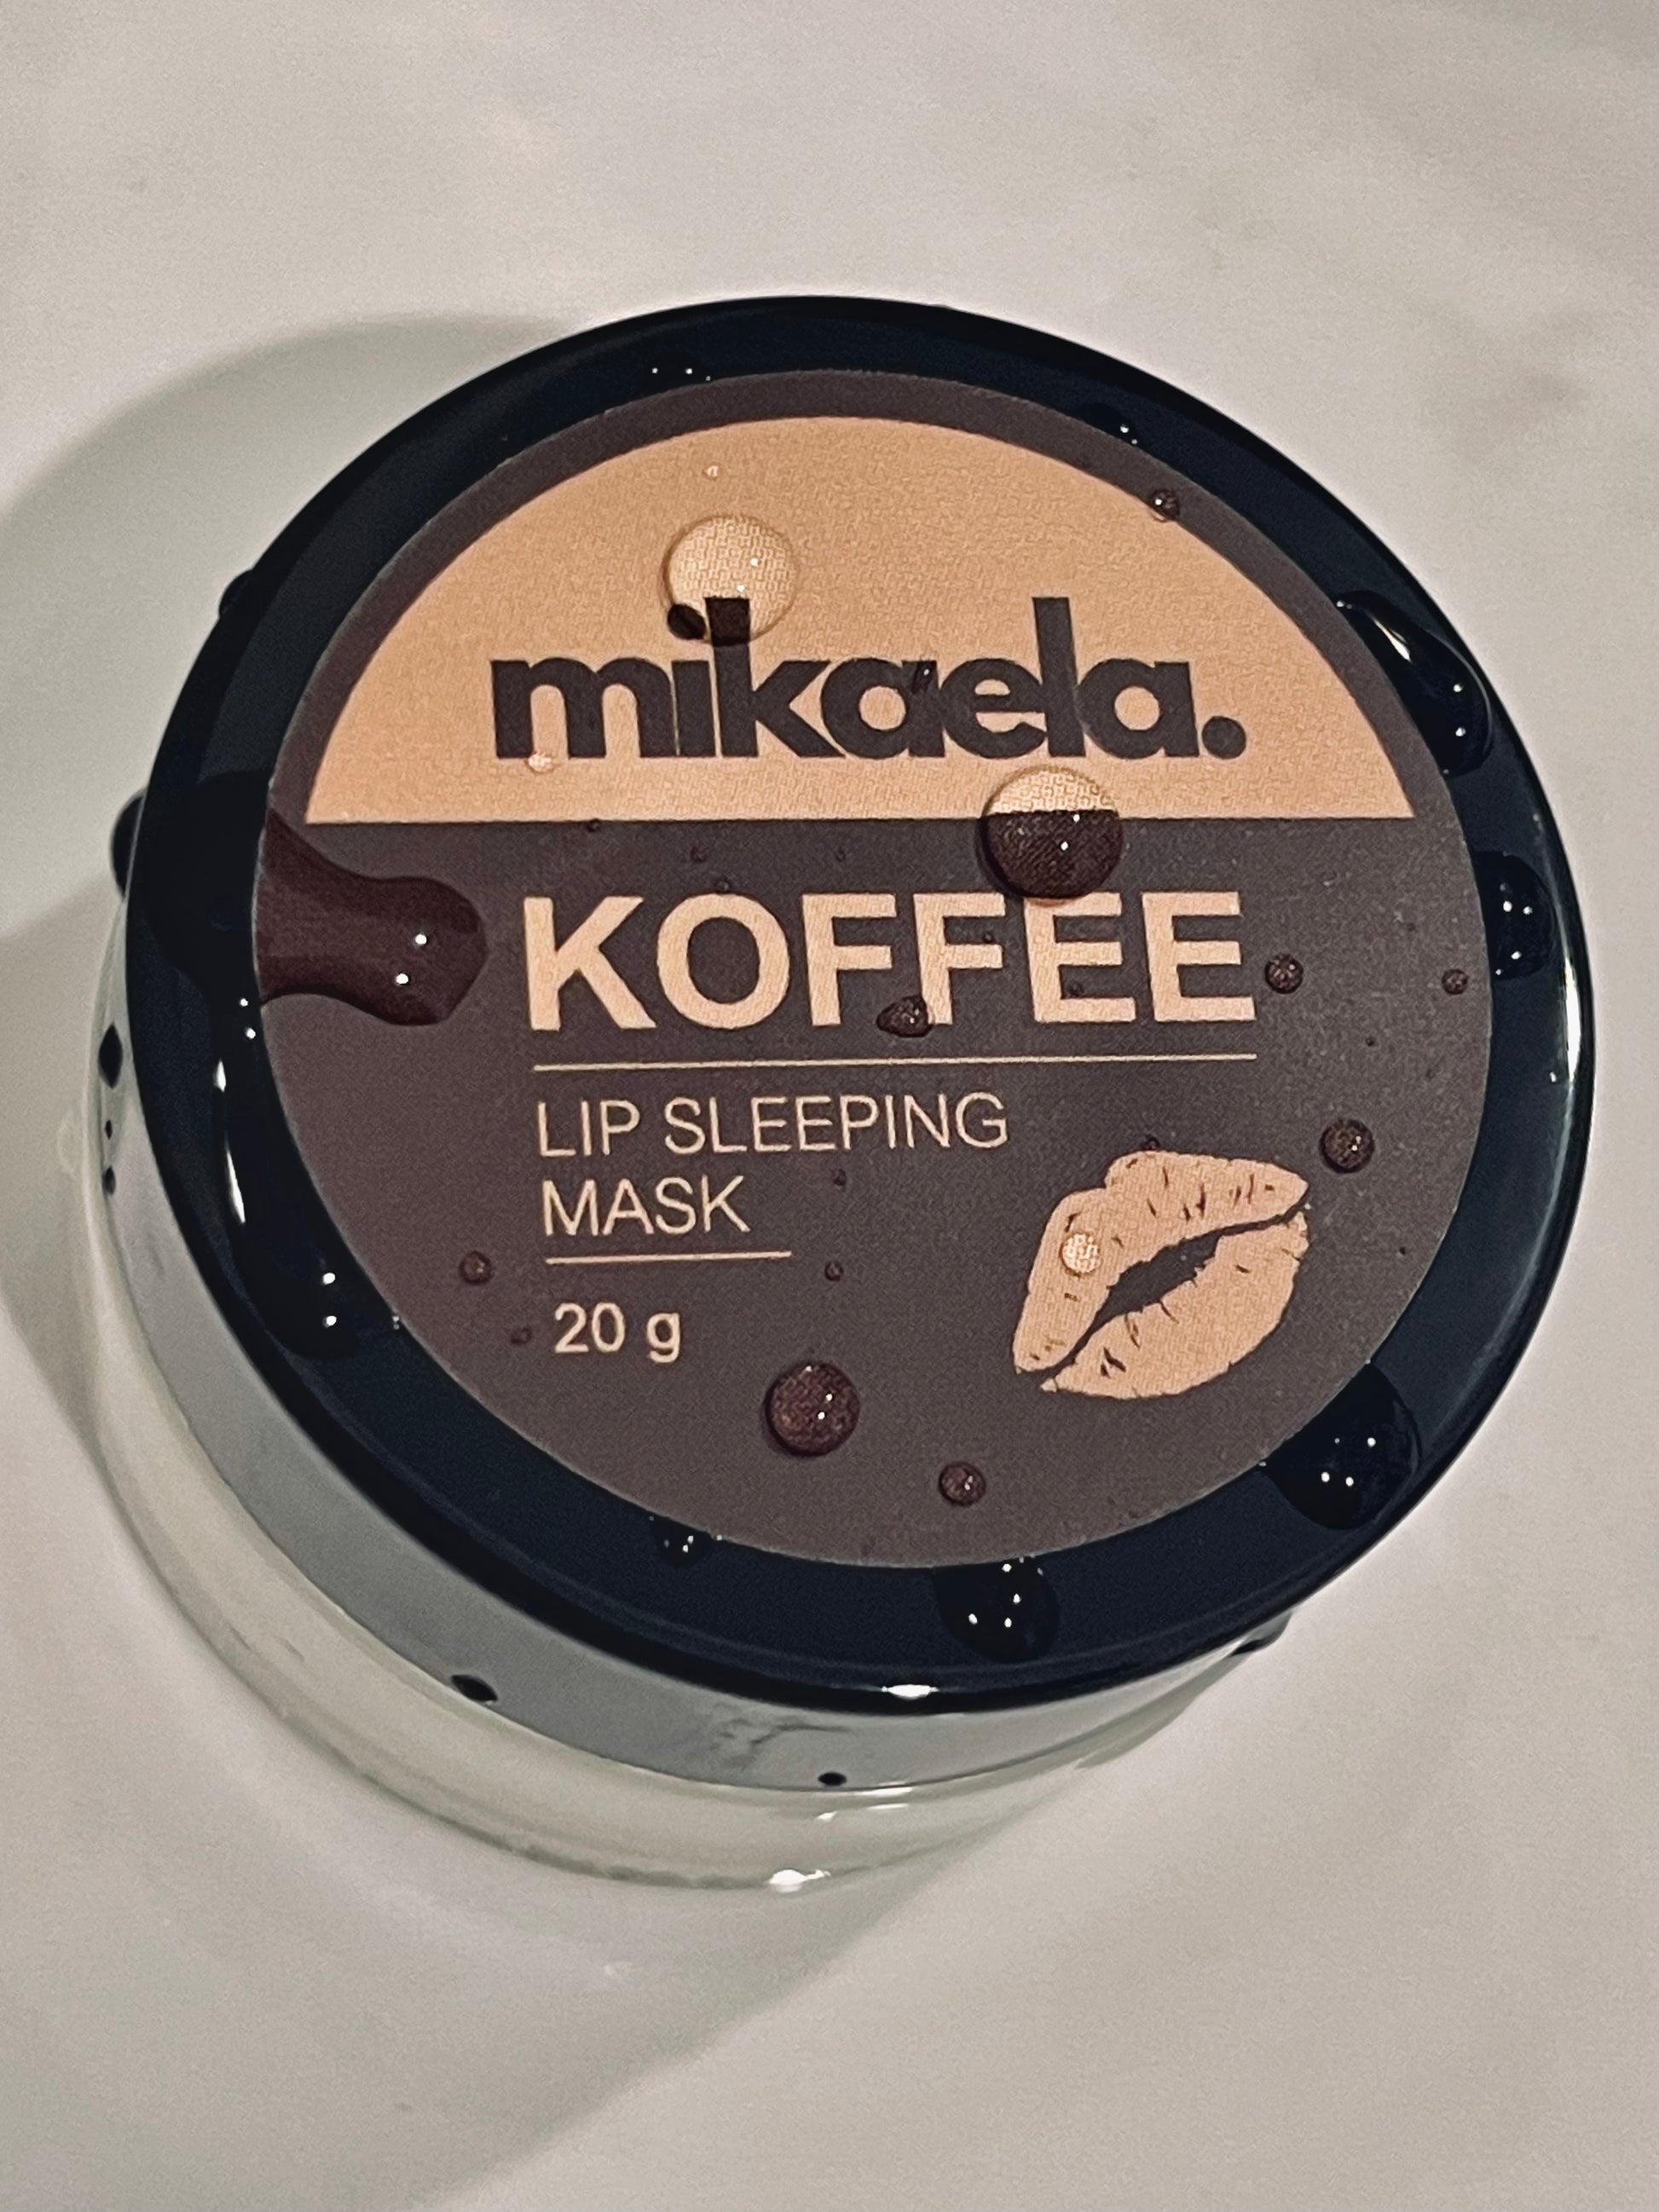 mikaela.
KOFFEE
LIP SLEEPING
MASK
20 g